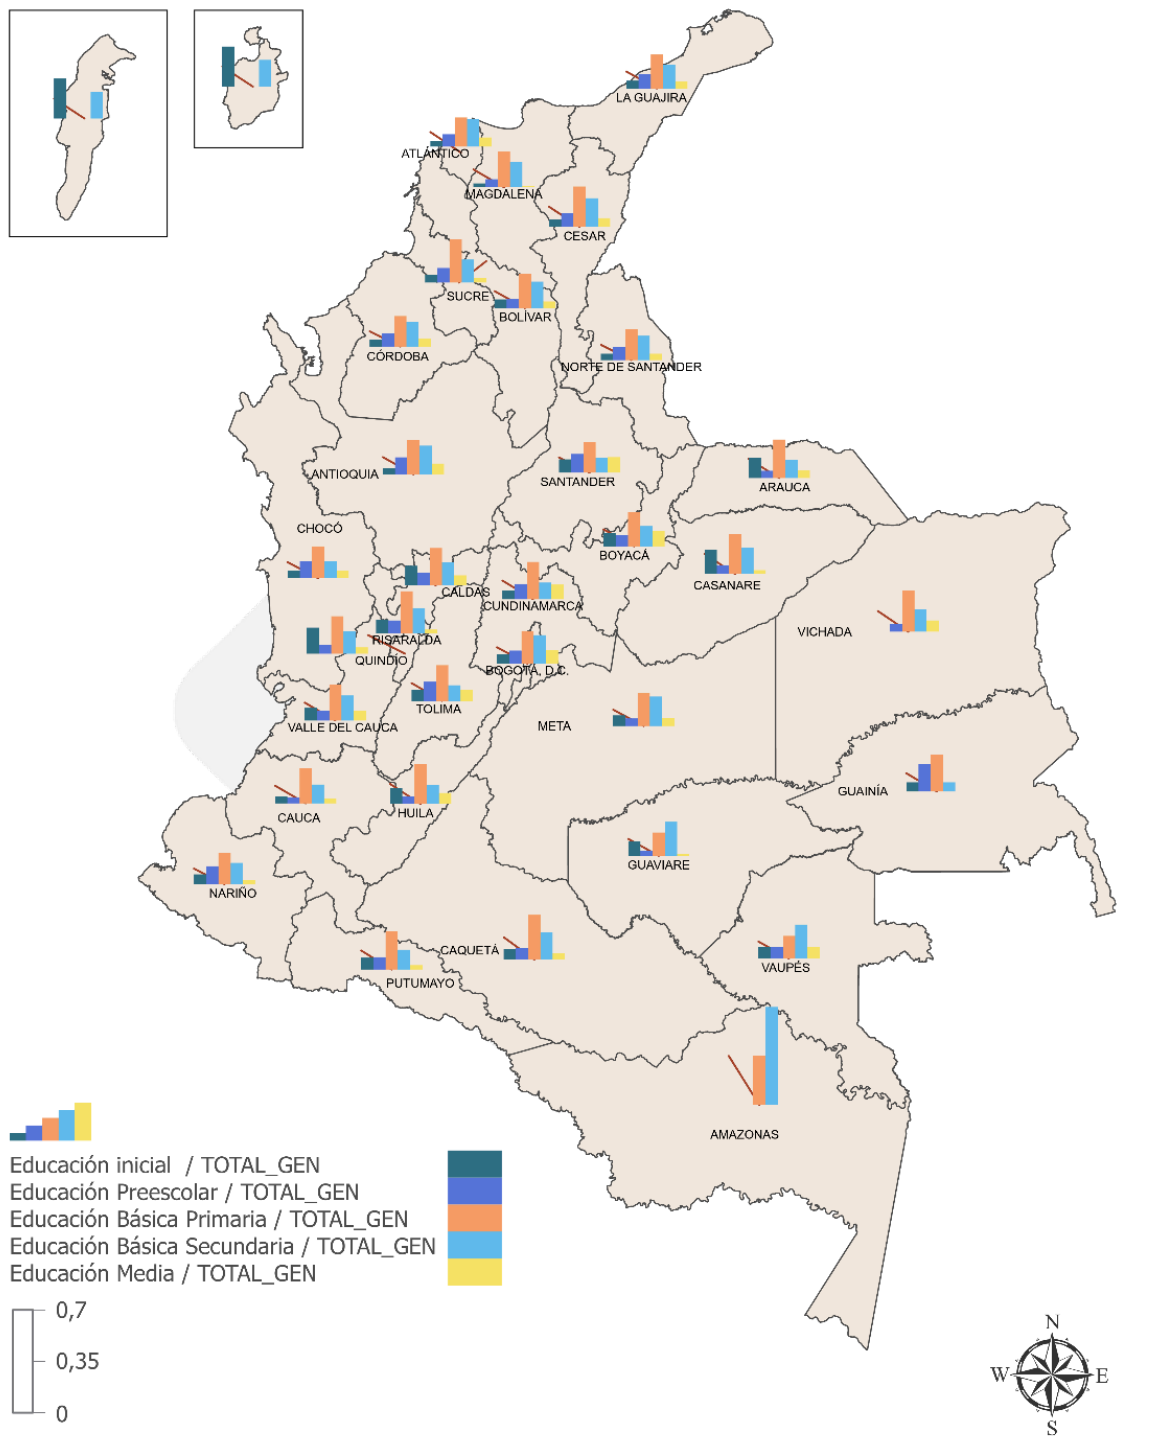 LA GUAJIRA
ATLÁNTICO
MAGDALENA
CESAR
SUCRE
BOLÍVAR
CÓRDOBA
NORTE DE SANTANDER
ANTIOQUIA
SANTANDER
ARAUCA
CHOCÓ
BOYACÁ
CASANARE
CALDAS
CUNDINAMARCA
VICHADA
RISARALDA
QUINDÍO
BOGOTÁ, D.C.
TOLIMA
VALLE DEL CAUCA
META
GUAINÍA
CAUCA
HUILA
GUAVIARE
NARIÑO
CAQUETÁ
VAUPÉS
PUTUMAYO
AMAZONAS
Educación inicial / TOTAL_GEN
Educación Preescolar / TOTAL_GEN
Educación Básica Primaria / TOTAL_GEN
Educación Básica Secundaria / TOTAL_GEN
Educación Media / TOTAL_GEN
0,7
0,35
0
N
W E
S